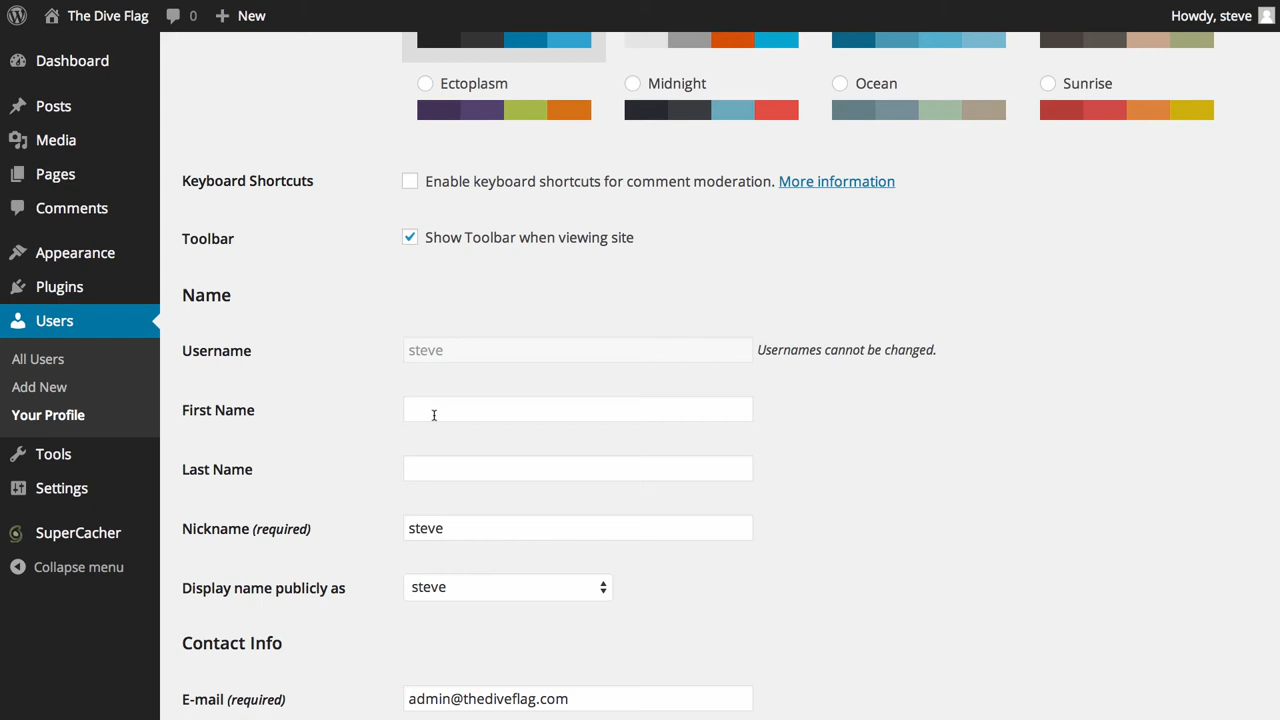 The Dive Flag 0 New Howdy, steve
Dashboard
Posts
Media
Pages
Comments
Appearance
Plugins
Users
All Users
Add New
Your Profile
Tools
Settings
SuperCacher
Collapse menu
Ectoplasm Midnight Ocean Sunrise
Keyboard Shortcuts Enable keyboard shortcuts for comment moderation. More information
Toolbar Show Toolbar when viewing site
Name
Username steve Usernames cannot be changed.
First Name
Last Name
Nickname (required) steve
Display name publicly as steve
Contact Info
E-mail (required) admin@thediveflag.com